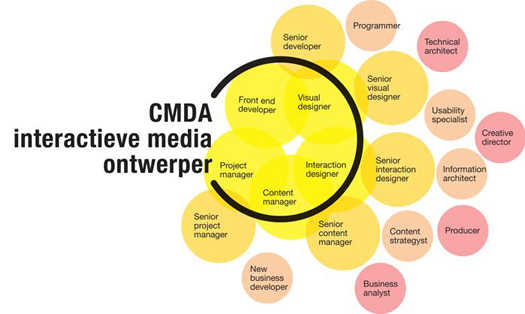 CMDA
interactieve media
ontwerper
Front end
developer
Visual
designer
Project
manager
Content
manager
Interaction
designer
Senior
developer
Senior
visual
designer
Senior
interaction
designer
Senior
content
manager
Senior
project
manager
Programmer
Technical
architect
Usability
specialist
Creative
director
Information
architect
Content
strategyst
Producer
Business
analyst
New
business
developer